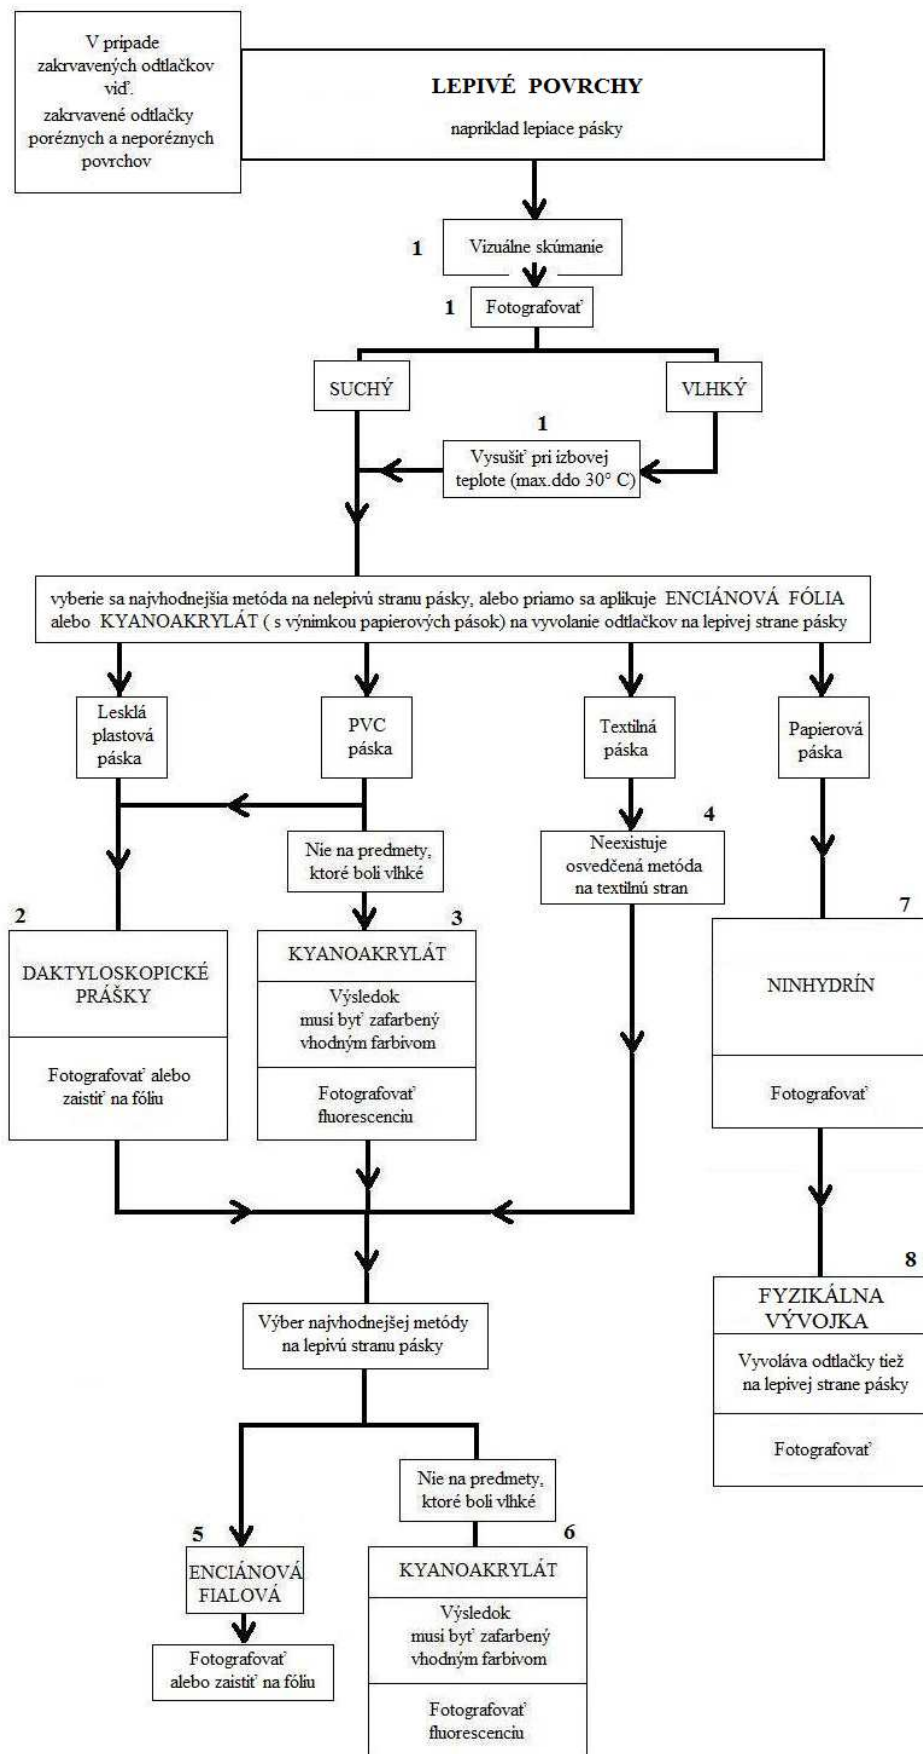 V pripade
zakrvavených odtlačkov
viď.
zakrvavené odtlačky
poréznych a neporéznych
povrchov
LEPIVÉ POVRCHY
napriklad lepiace pásky
1
Vizuálne skúmanie
1
Fotografovať
SUCHÝ
VLHKÝ
1
Vysušiť pri izbovej
teplote (max.ddo 30° C)
vyberie sa najvhodnejšia metóda na nelepivú stranu pásky, alebo priamo sa aplikuje ENCIÁNOVÁ FÓLIA
alebo KYANOAKRYLÁT ( s výnimkou papierových pások) na vyvolanie odtlačkov na lepivej strane pásky
Lesklá
plastová
páska
PVC
páska
Textilná
páska
Papierová
páska
Nie na predmety,
ktoré boli vlhké
4
Neexistuje
osvedčená metóda
na textilnú stran
2
DAKTYLOSKOPICKÉ
PRÁŠKY
Fotografovať alebo
zaistiť na fóliu
3
KYANOAKRYLÁT
Výsledok
musi byť zafarbený
vhodným farbivom
Fotografovať
fluorescenciu
7
NINHYDRÍN
Fotografovať
8
FYZIKÁLNA
VÝVOJKA
Vyvoláva odtlačky tiež
na lepivej strane pásky
Fotografovať
Výber najvhodnejšej metódy
na lepivú stranu pásky
Nie na predmety,
ktoré boli vlhké
5
ENCIÁNOVÁ
FIALOVÁ
Fotografovať
alebo zaistiť na fóliu
6
KYANOAKRYLÁT
Výsledok
musi byť zafarbený
vhodným farbivom
Fotografovať
fluorescenciu